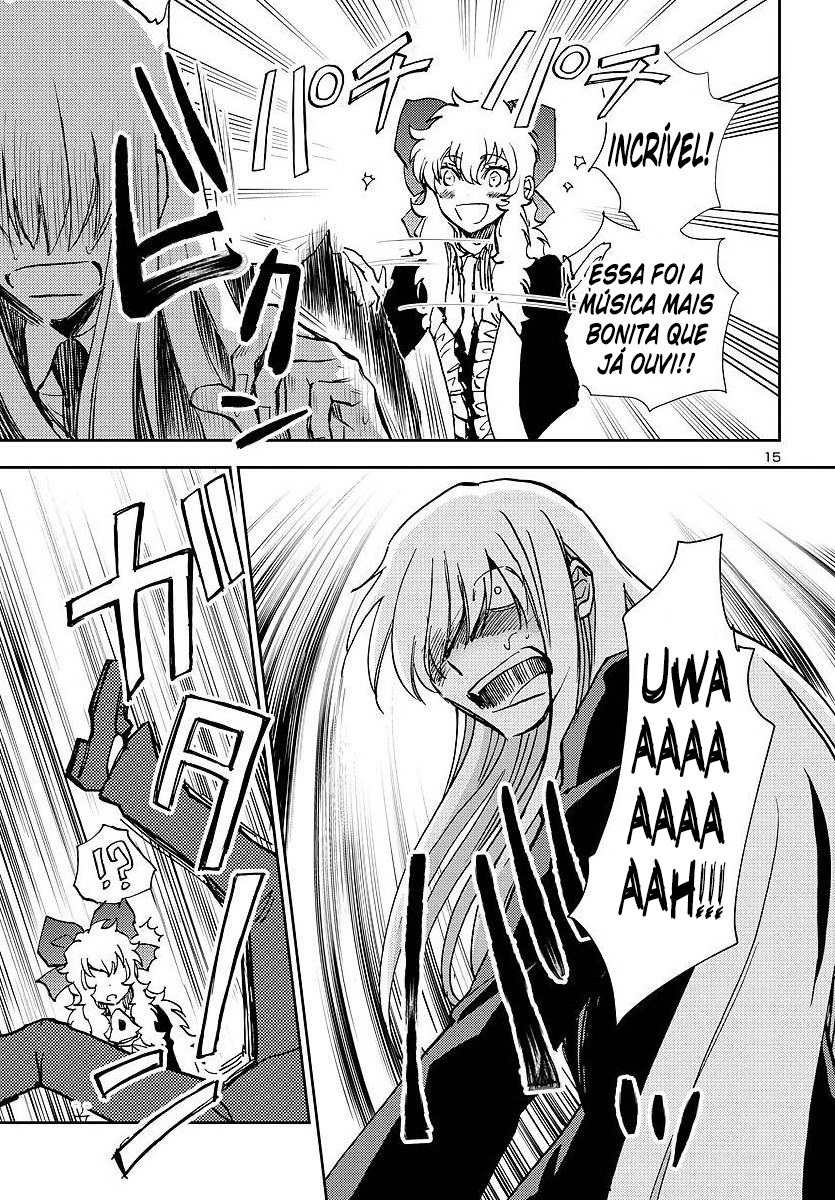 INCRÍVEL!
ESSA FOI A
MÚSICA MAIS
BONITA QUE
JÁ OUVI!!
パチ
パチ
ビクン
15
UWA
AAAA
AAAA
AAH!!!
ガターン
!?